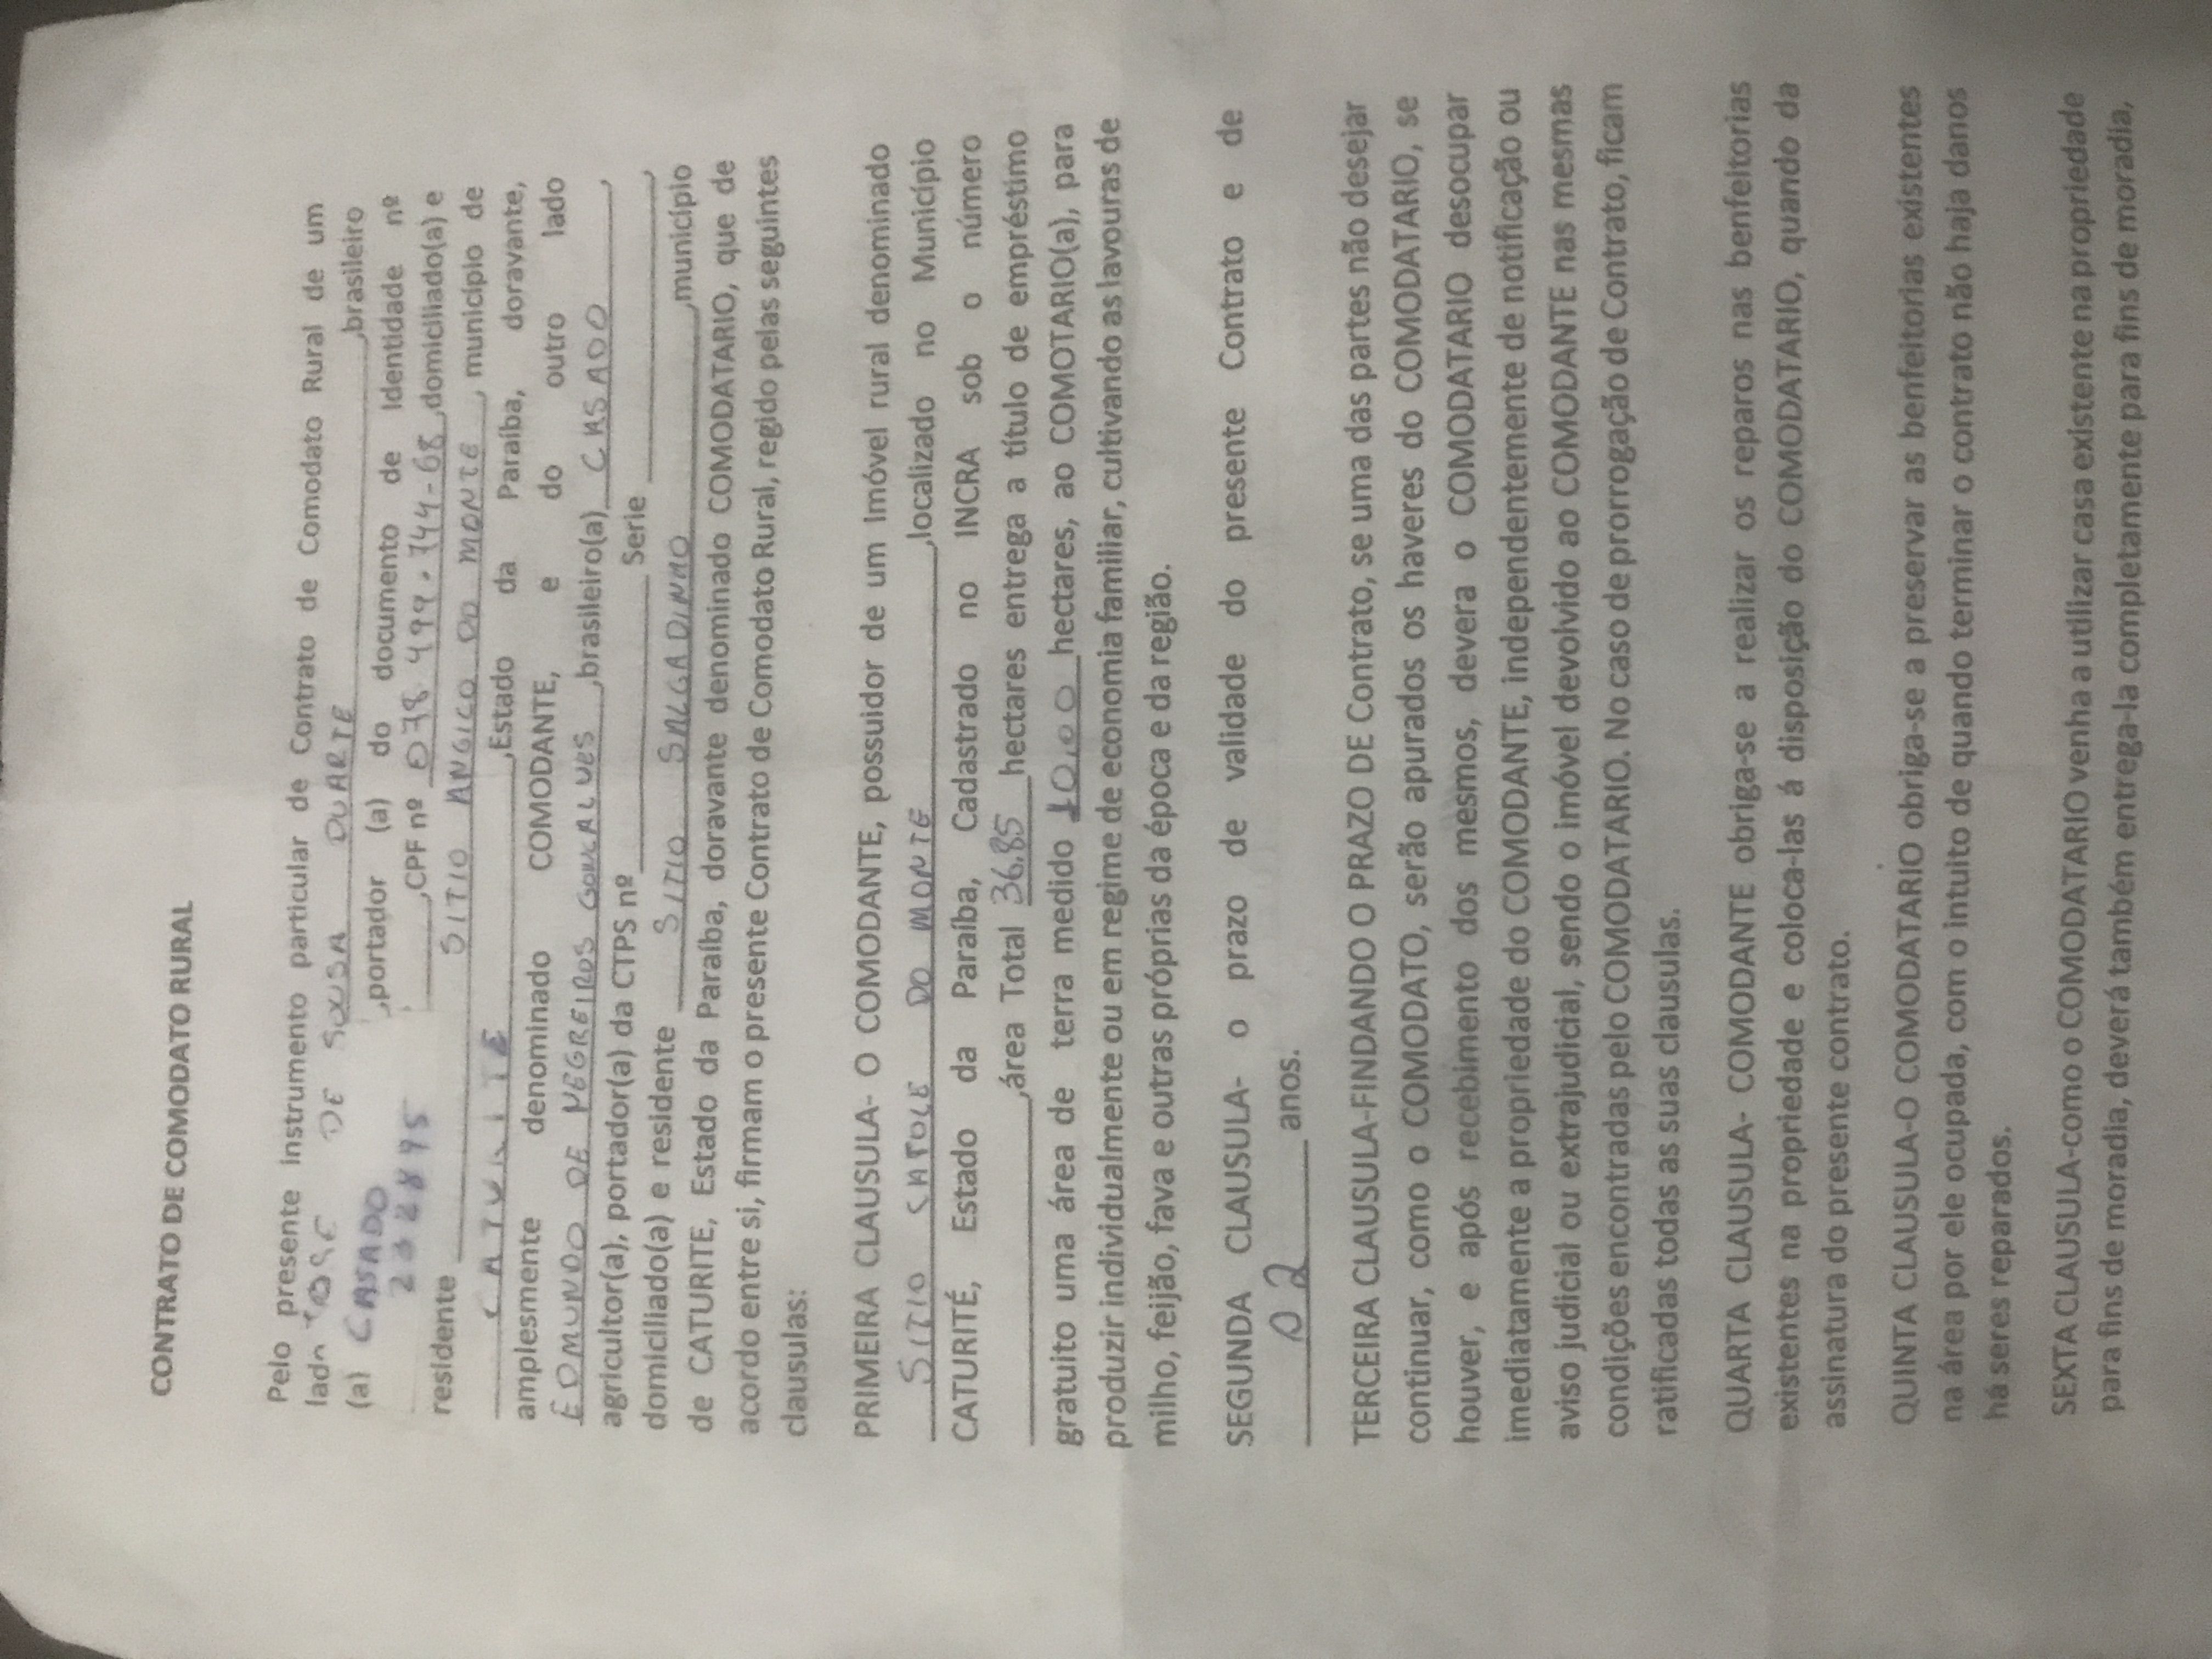 CONTRATO DE COMODATO RURAL
Pelo presente instrumento particular de Contrato de Comodato Rural de um
lado JOSE DE SOUSA DUARTE ,brasileiro
(a) CASADO ,portador (a) do documento de Identidade nº
232895 ,CPF nº 078 499.744-68 ,domiciliado(a) e
residente SITIO ANGICO DO MONTE , município de
CATURITE ,Estado da Paraíba, doravante,
amplesmente denominado COMODANTE, e do outro lado
EDMUNDO DE NEGREIROS GONCALVES ,brasileiro(a) CASADO ,
agricultor(a), portador(a) da CTPS nº Serie ,
domiciliado(a) e residente SITIO SALGADINHO ,município
de CATURITE, Estado da Paraíba, doravante denominado COMODATARIO, que de
acordo entre si, firmam o presente Contrato de Comodato Rural, regido pelas seguintes
clausulas:
PRIMEIRA CLAUSULA- O COMODANTE, possuidor de um Imóvel rural denominado
SITIO CATOLE DO MONTE ,localizado no Município
CATURITÉ, Estado da Paraíba, Cadastrado no INCRA sob o número
,área Total 36.85 hectares entrega a título de empréstimo
gratuito uma área de terra medido 10,00 hectares, ao COMOTARIO(a), para
produzir individualmente ou em regime de economia familiar, cultivando as lavouras de
milho, feijão, fava e outras próprias da época e da região.
SEGUNDA CLAUSULA- o prazo de validade do presente Contrato e de
02 anos.
TERCEIRA CLAUSULA-FINDANDO O PRAZO DE Contrato, se uma das partes não desejar
continuar, como o COMODATO, serão apurados os haveres do COMODATARIO, se
houver, e após recebimento dos mesmos, devera o COMODATARIO desocupar
imediatamente a propriedade do COMODANTE, independentemente de notificação ou
aviso judicial ou extrajudicial, sendo o imóvel devolvido ao COMODANTE nas mesmas
condições encontradas pelo COMODATARIO. No caso de prorrogação de Contrato, ficam
ratificadas todas as suas clausulas.
QUARTA CLAUSULA- COMODANTE obriga-se a realizar os reparos nas benfeitorias
existentes na propriedade e coloca-las á disposição do COMODATARIO, quando da
assinatura do presente contrato.
QUINTA CLAUSULA-O COMODATARIO obriga-se a preservar as benfeitorias existentes
na área por ele ocupada, com o intuito de quando terminar o contrato não haja danos
há seres reparados.
SEXTA CLAUSULA-como o COMODATARIO venha a utilizar casa existente na propriedade
para fins de moradia, deverá também entrega-la completamente para fins de moradia,